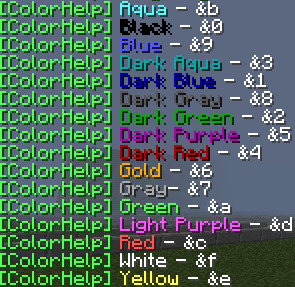 [ColorHelp] Aqua - &b
[ColorHelp] Black - &0
[ColorHelp] Blue - &9
[ColorHelp] Dark Aqua - &3
[ColorHelp] Dark Blue - &1
[ColorHelp] Dark Gray - &8
[ColorHelp] Dark Green - &2
[ColorHelp] Dark Purple - &5
[ColorHelp] Dark Red - &4
[ColorHelp] Gold - &6
[ColorHelp] Gray- &7
[ColorHelp] Green - &a
[ColorHelp] Light Purple - &d
[ColorHelp] Red - &c
[ColorHelp] White - &f
[ColorHelp] Yellow - &e